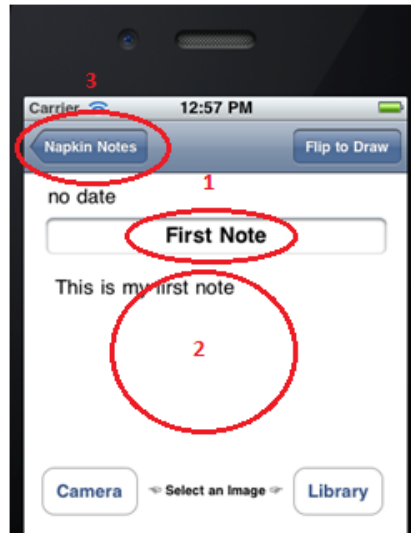 3
Carrier 12:57 PM
Napkin Notes Flip to Draw
1
no date
First Note
This is my first note
2
Camera Select an Image Library